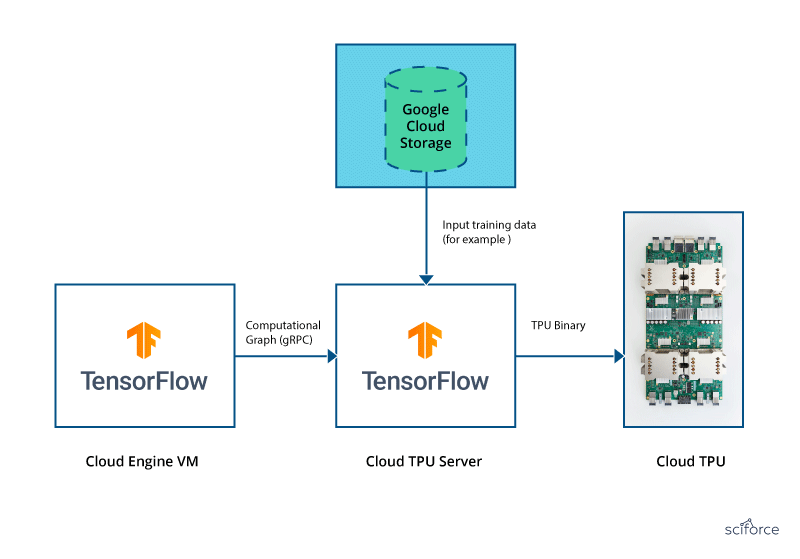 Google
Cloud
Storage
Input training data
(for example )
TensorFlow
Computational
Graph (gRPC)
TensorFlow
TPU Binary
Cloud Engine VM
Cloud TPU Server
Cloud TPU
sciforce